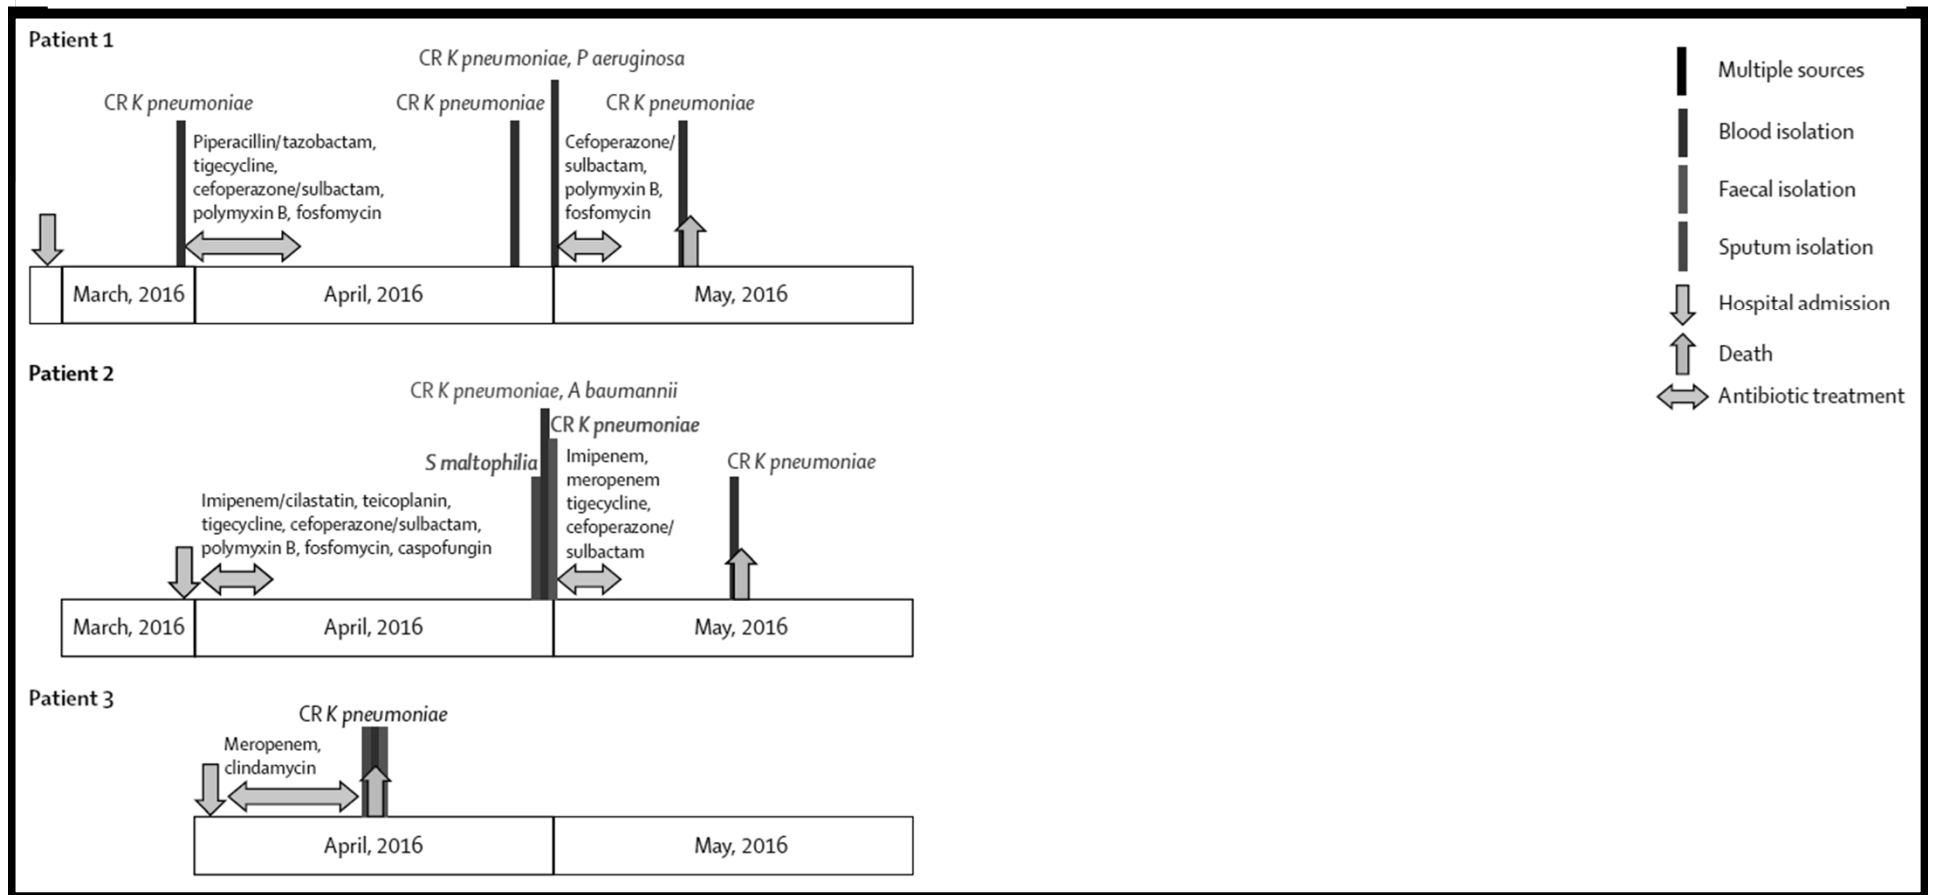 Patient 1
CR K pneumoniae, P aeruginosa
CR K pneumoniae
CR K pneumoniae
CR K pneumoniae
Piperacillin/tazobactam,
tigecycline,
cefoperazone/sulbactam,
polymyxin B, fosfomycin
Cefoperazone/
sulbactam,
polymyxin B,
fosfomycin
March, 2016
April, 2016
May, 2016
Patient 2
CR K pneumoniae, A baumannii
CR K pneumoniae
S maltophilia
CR K pneumoniae
Imipenem/cilastatin, teicoplanin,
tigecycline, cefoperazone/sulbactam,
polymyxin B, fosfomycin, caspofungin
Imipenem,
meropenem
tigecycline,
cefoperazone/
sulbactam
March, 2016
April, 2016
May, 2016
Patient 3
CR K pneumoniae
Meropenem,
clindamycin
April, 2016
May, 2016
Multiple sources
Blood isolation
Faecal isolation
Sputum isolation
Hospital admission
Death
Antibiotic treatment